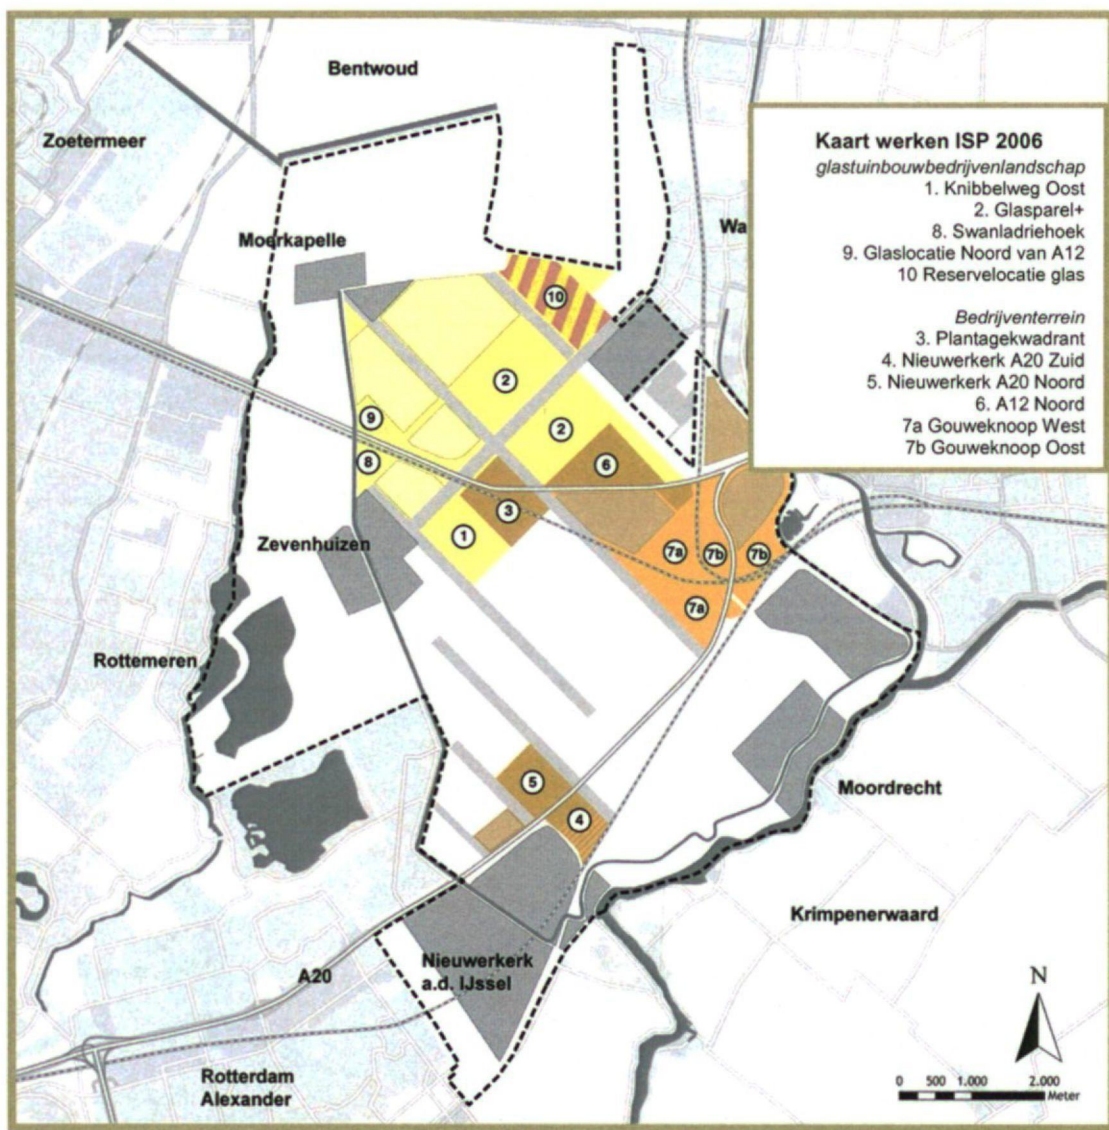 Bentwoud
Zoetermeer
Kaart werken ISP 2006
glastuinbouwbedrijvenlandschap
1. Knibbelweg Oost
2. Glasparel+
8. Swanladriehoek
9. Glaslocatie Noord van A12
10 Reservelocatie glas
Bedrijventerrein
3. Plantagekwadrant
4. Nieuwerkerk A20 Zuid
5. Nieuwerkerk A20 Noord
6. A12 Noord
7a Gouweknoop West
7b Gouweknoop Oost
Wa
Moerkapelle
10
2
9
2
8
6
3
1
Zevenhuizen
7a
7b
7b
7a
Rottemeren
5
4
Moordrecht
Krimpenerwaard
A20
Nieuwerkerk
a.d. IJssel
N
Rotterdam
Alexander
0 500 1.000 2.000
Meter